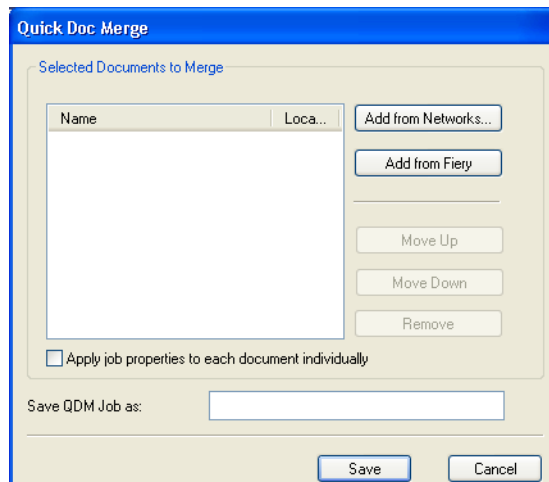 Quick Doc Merge
Selected Documents to Merge
Name Loca... Add from Networks...
Add from Fiery
Move Up
Move Down
Remove
Apply job properties to each document individually
Save QDM Job as:
Save Cancel